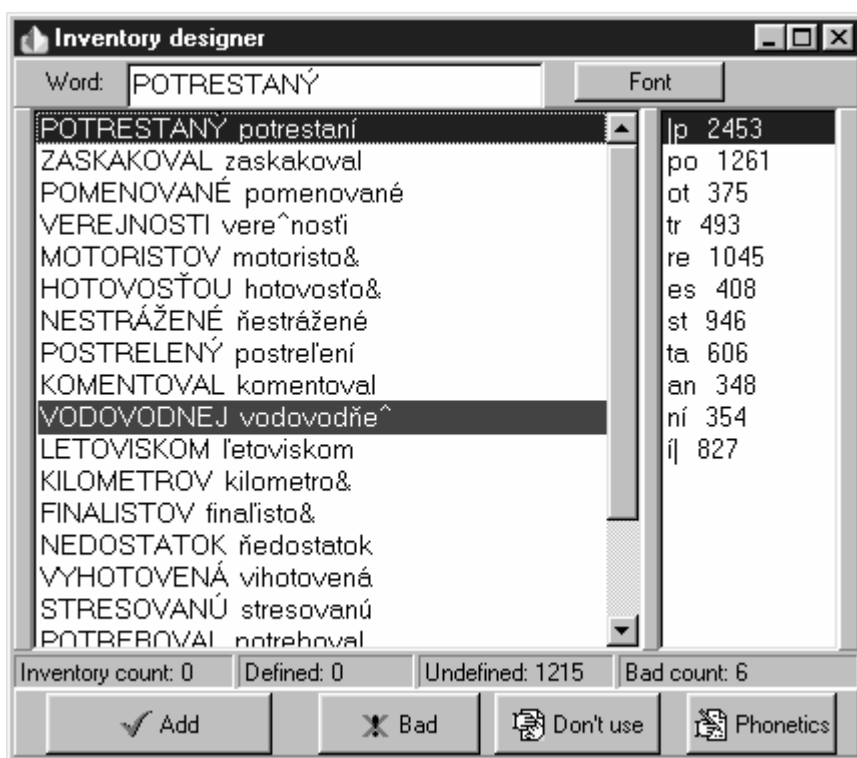 Inventory designer
Word: POTRESTANÝ Font
POTRESTANÝ potrestaní
ZASKAKOVAL zaskakoval
POMENOVANÉ pomenované
VEREJNOSTI vere^nosťi
MOTORISTOV motoristo&
HOTOVOSŤOU hotovosťo&
NESTRÁŽENÉ ňestrážené
POSTRELENÝ postreľení
KOMENTOVAL komentoval
VODOVODNEJ vodovodňe^
LETOVISKOM ľetoviskom
KILOMETROV kilometro&
FINALISTOV finaľisto&
NEDOSTATOK ňedostatok
VYHOTOVENÁ vihotovená
STRESOVANÚ stresovanú
POTREBOVAL potreboval
|p 2453
po 1261
ot 375
tr 493
re 1045
es 408
st 946
ta 606
an 348
ní 354
í| 827
Inventory count: 0 Defined: 0 Undefined: 1215 Bad count: 6
Add Bad Don't use Phonetics